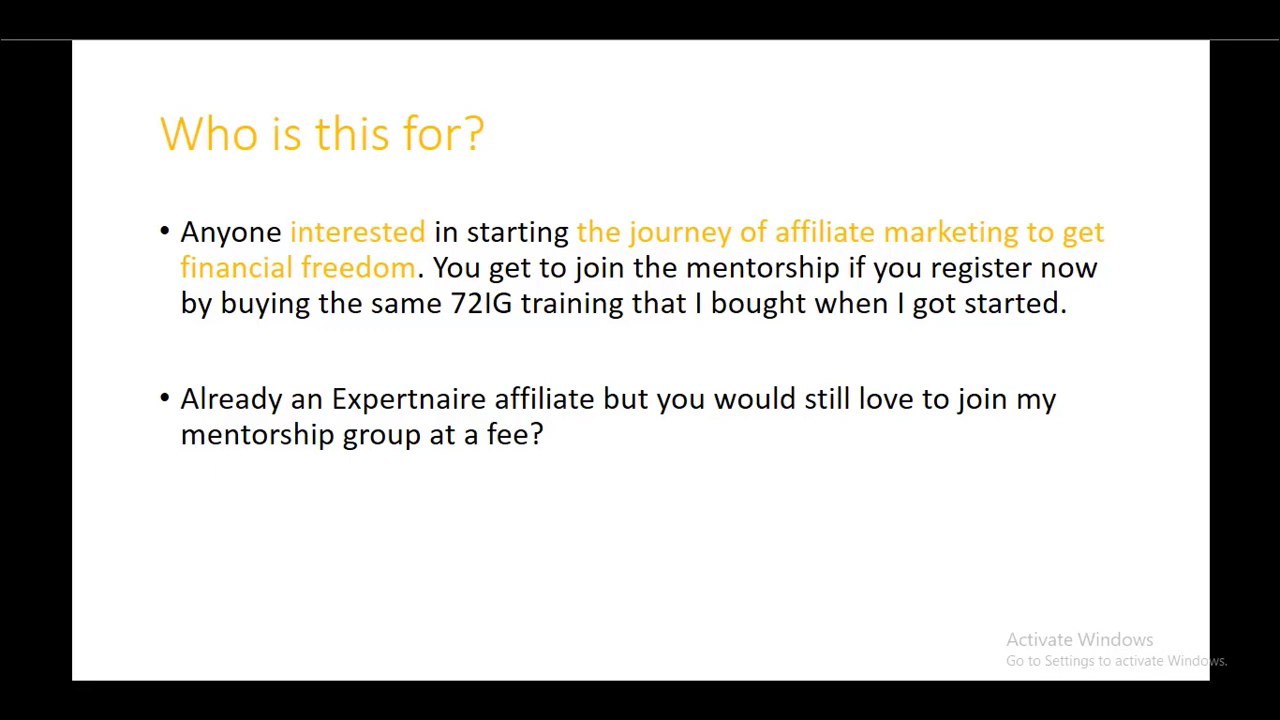 Who is this for?
• Anyone interested in starting the journey of affiliate marketing to get
financial freedom. You get to join the mentorship if you register now
by buying the same 72IG training that I bought when I got started.
• Already an Expertnaire affiliate but you would still love to join my
mentorship group at a fee?
Activate Windows
Go to Settings to activate Windows.